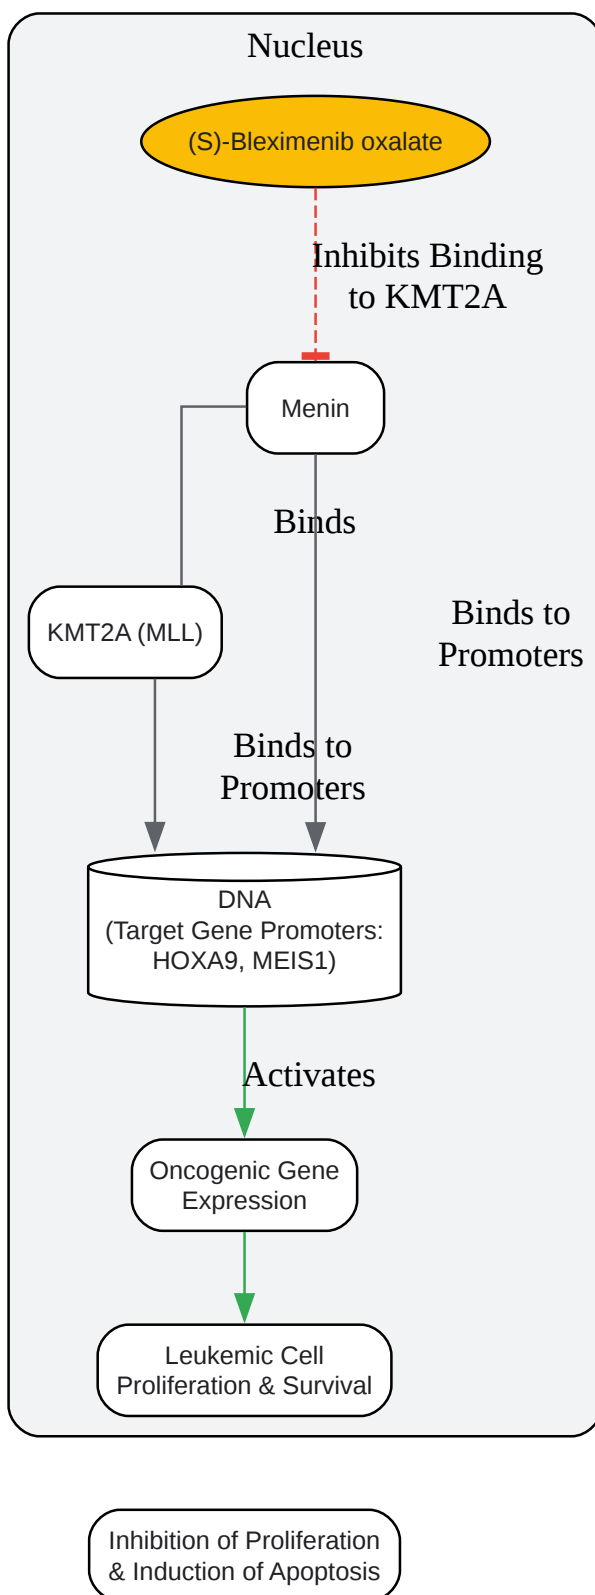 Nucleus
(S)-Bleximenib oxalate
Inhibits Binding
to KMT2A
Menin
Binds
KMT2A (MLL)
Binds to
Promoters
Binds to
Promoters
DNA
(Target Gene Promoters:
HOXA9, MEIS1)
Activates
Oncogenic Gene
Expression
Leukemic Cell
Proliferation & Survival
Inhibition of Proliferation
& Induction of Apoptosis